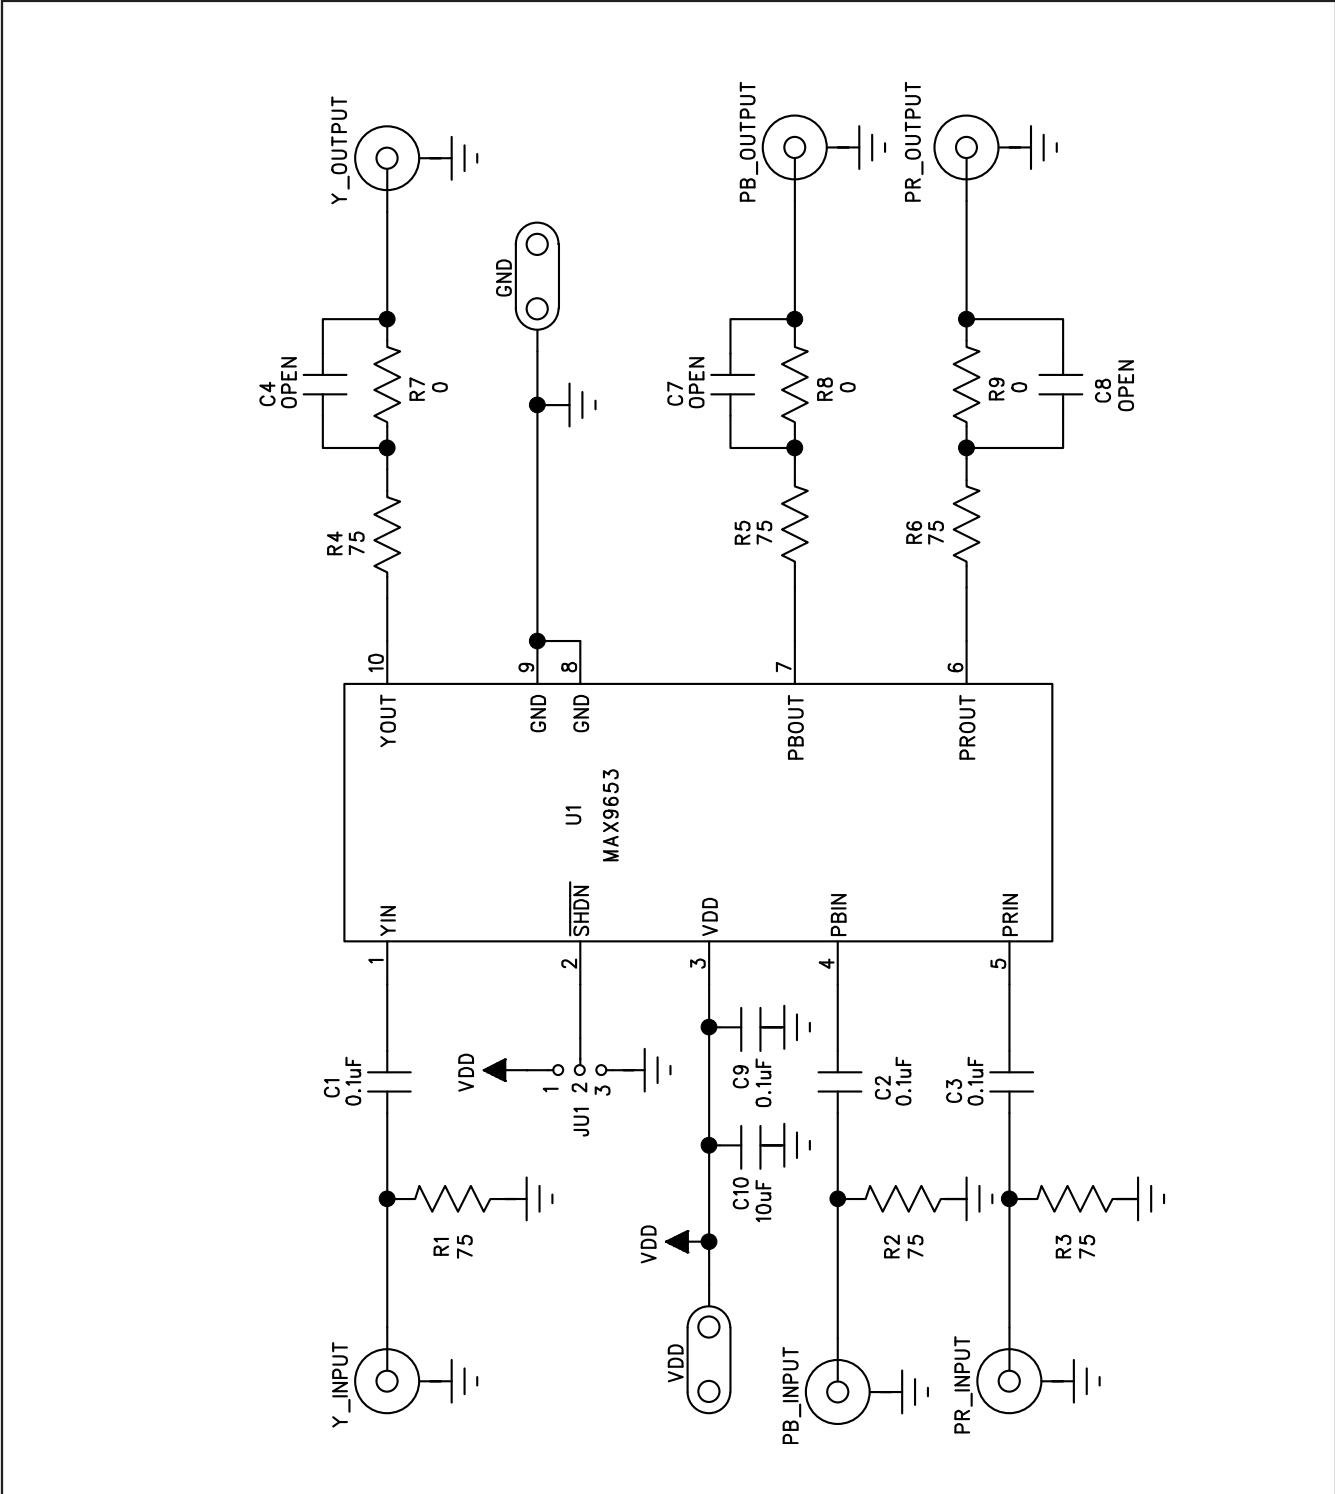 Y_INPUT
R1
75
C1
0.1uF
1
YIN
YOUT
10
R4
75
C4
OPEN
R7
0
Y_OUTPUT
VDD
JU1
1
2
3
2
SHDN
U1
MAX9653
GND
9
GND
8
GND
VDD
VDD
C10
10uF
C9
0.1uF
3
VDD
PB_INPUT
R2
75
C2
0.1uF
4
PBIN
PBOUT
7
R5
75
C7
OPEN
R8
0
PB_OUTPUT
PR_INPUT
R3
75
C3
0.1uF
5
PRIN
PROUT
6
R6
75
R9
0
C8
OPEN
PR_OUTPUT